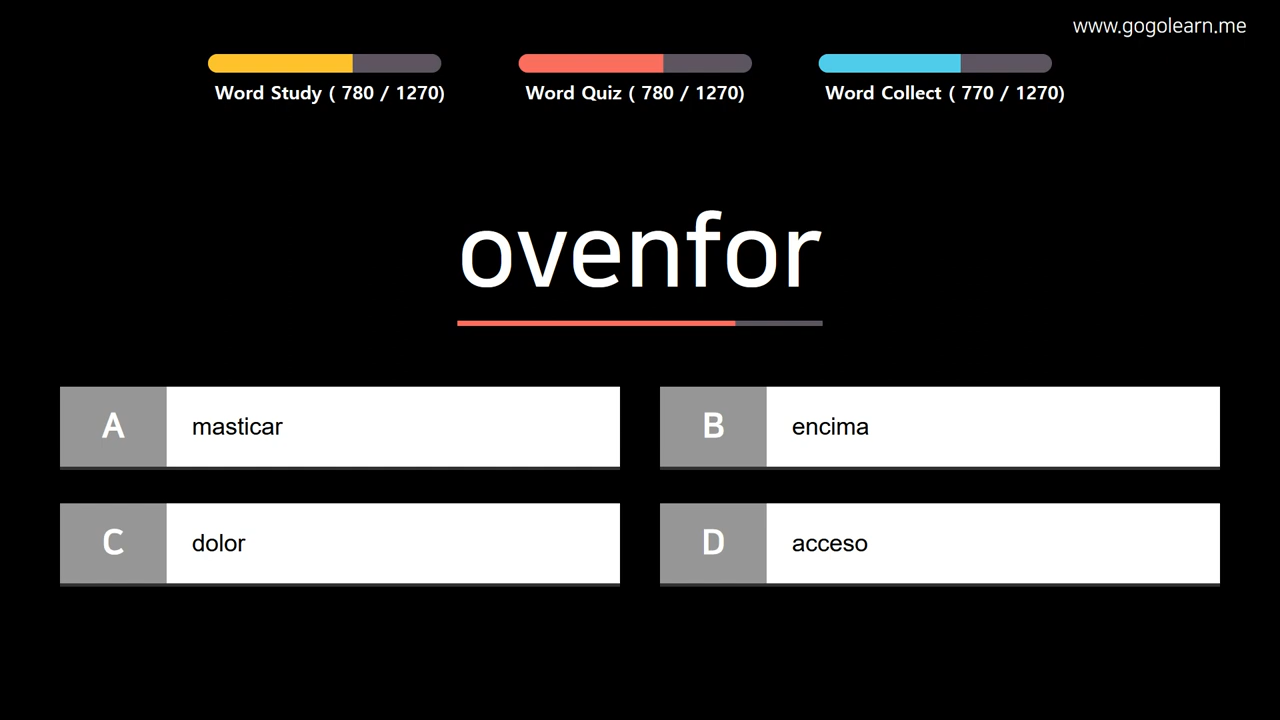 www.gogolearn.me
Word Study ( 780 / 1270)
Word Quiz ( 780 / 1270)
Word Collect ( 770 / 1270)
ovenfor
A masticar
B encima
C dolor
D acceso